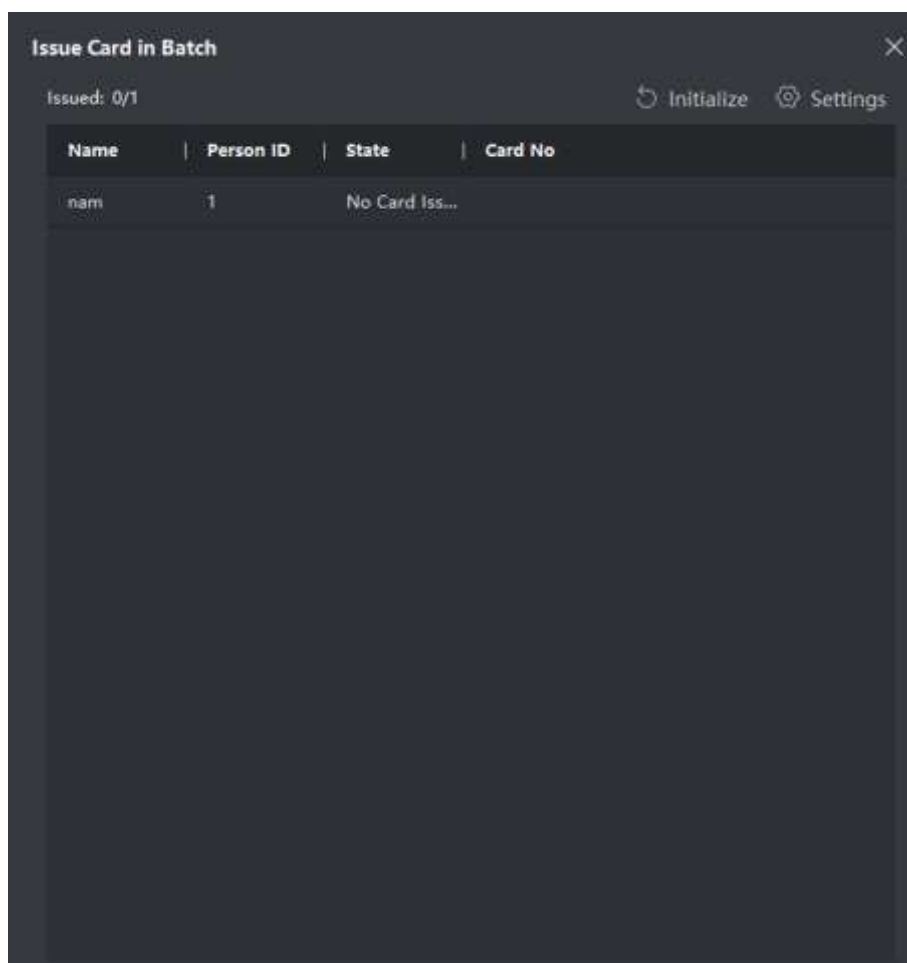 Issue Card in Batch
Issued: 0/1 Initialize Settings
Name | Person ID | State | Card No
nam 1 No Card Iss...